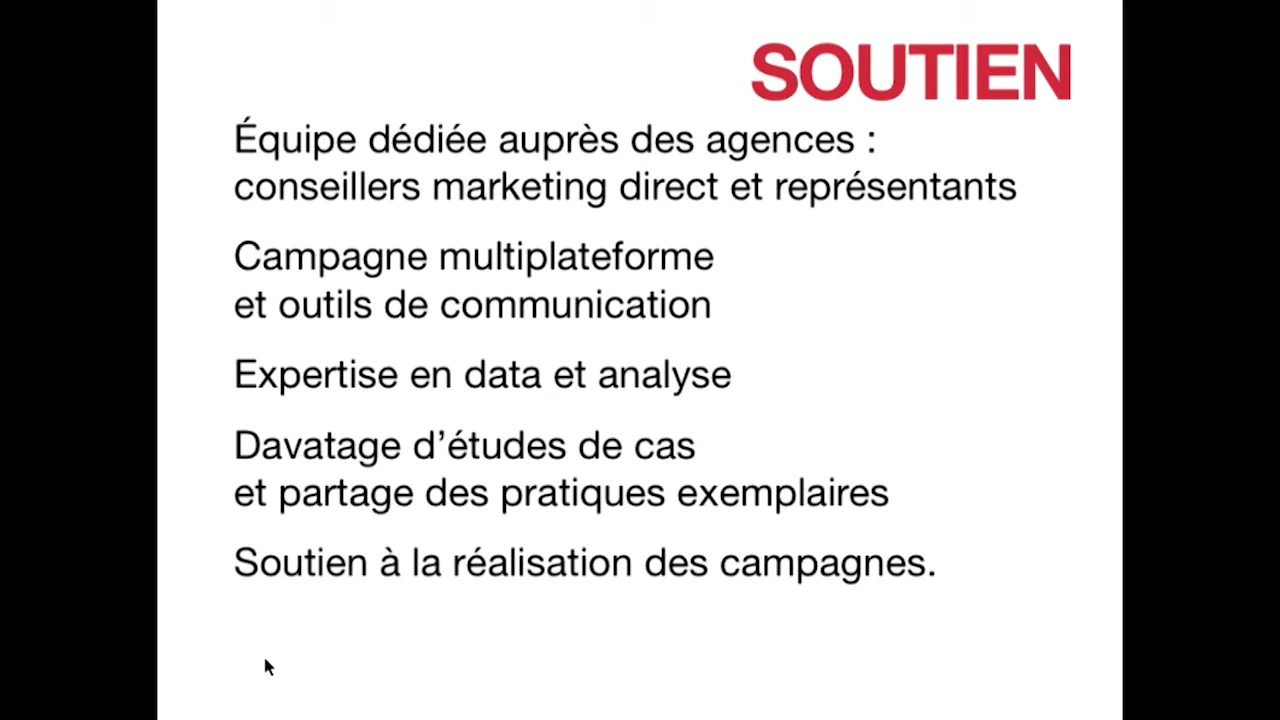 SOUTIEN
Équipe dédiée auprès des agences :
conseillers marketing direct et représentants
Campagne multiplateforme
et outils de communication
Expertise en data et analyse
Davatage d’études de cas
et partage des pratiques exemplaires
Soutien à la réalisation des campagnes.